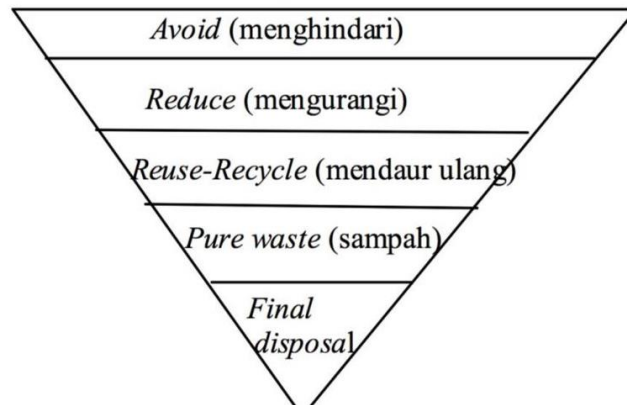 Avoid (menghindari)
Reduce (mengurangi)
Reuse-Recycle (mendaur ulang)
Pure waste (sampah)
Final
disposal